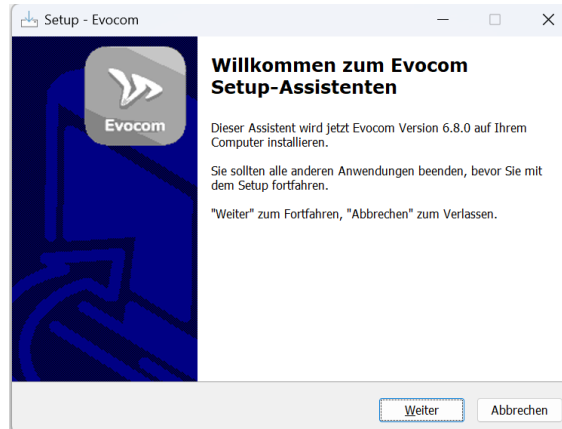 Setup - Evocom
Evocom
Willkommen zum Evocom
Setup-Assistenten
Dieser Assistent wird jetzt Evocom Version 6.8.0 auf Ihrem
Computer installieren.
Sie sollten alle anderen Anwendungen beenden, bevor Sie mit
dem Setup fortfahren.
"Weiter" zum Fortfahren, "Abbrechen" zum Verlassen.
Weiter
Abbrechen